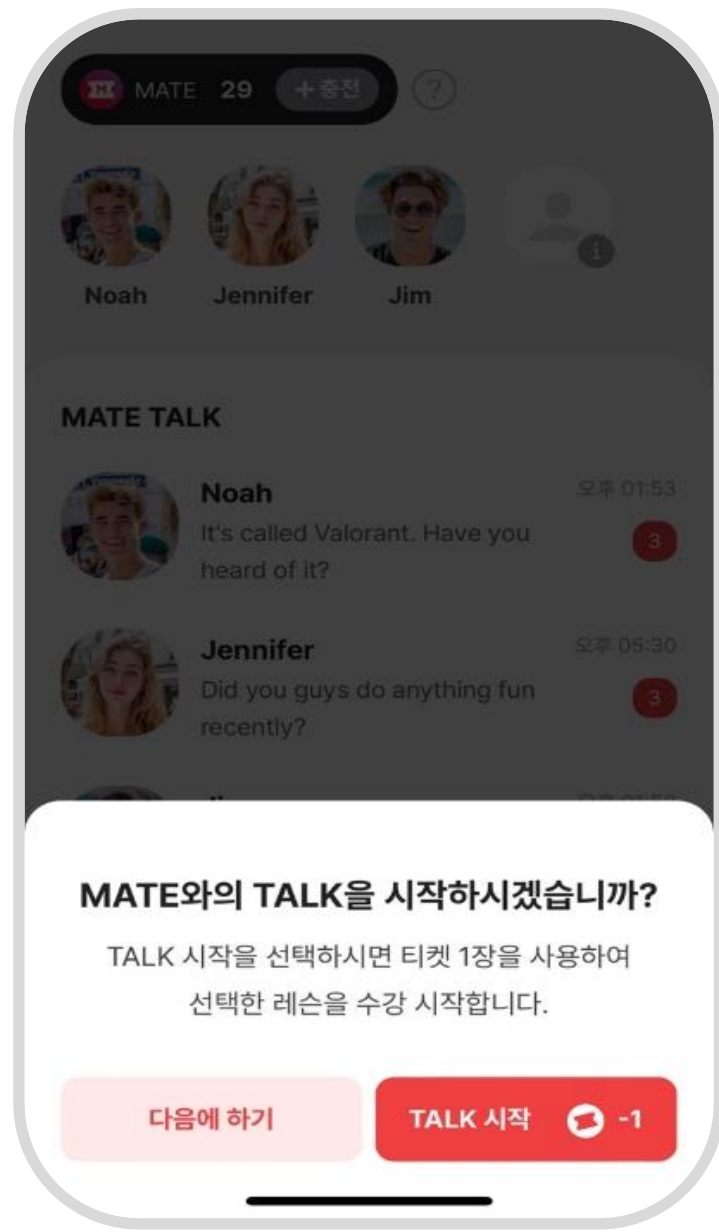 MATE 29 +충전 ?
Noah Jennifer Jim
MATE TALK
Noah 오후 01:53
It's called Valorant. Have you 3
heard of it?
Jennifer 오후 05:30
Did you guys do anything fun 3
recently?
MATE와의 TALK을 시작하시겠습니까?
TALK 시작을 선택하시면 티켓 1장을 사용하여
선택한 레슨을 수강 시작합니다.
다음에 하기 TALK 시작 -1